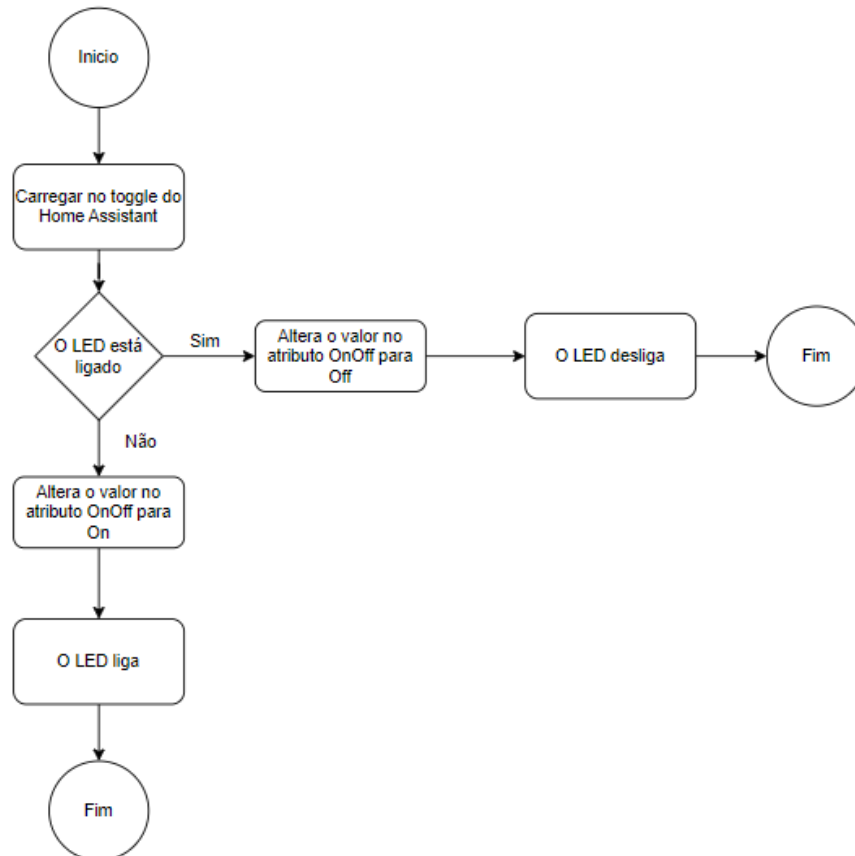 Inicio
Carregar no toggle do
Home Assistant
O LED está
ligado
Sim
Altera o valor no
atributo OnOff para
Off
O LED desliga
Fim
Não
Altera o valor no
atributo OnOff para
On
O LED liga
Fim